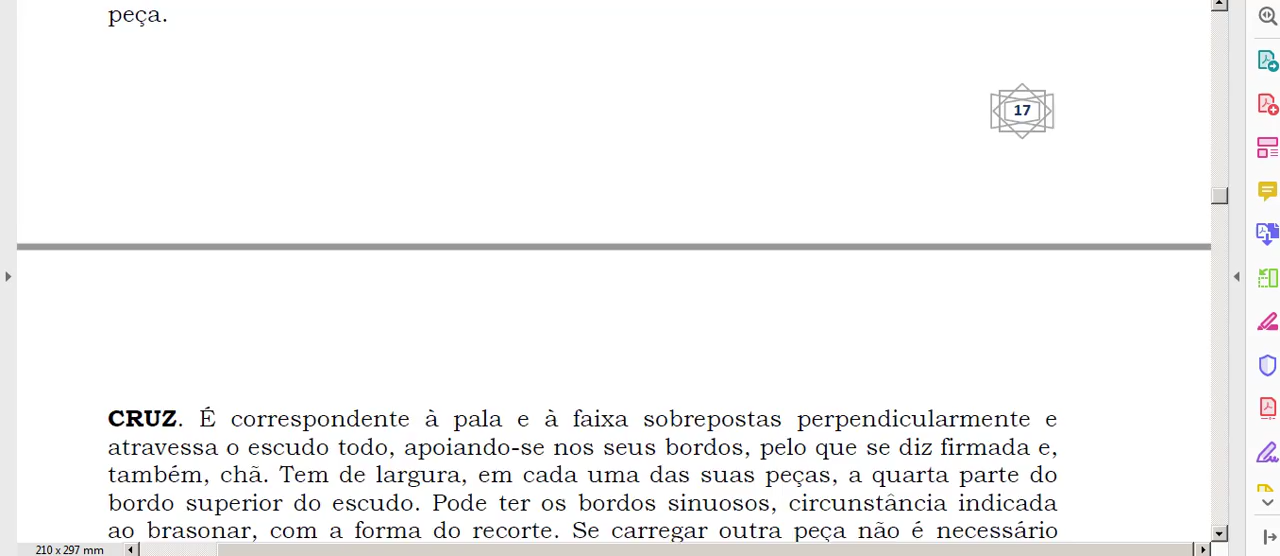 peça.
17
CRUZ. É correspondente à pala e à faixa sobrepostas perpendicularmente e
atravessa o escudo todo, apoiando-se nos seus bordos, pelo que se diz firmada e,
também, chã. Tem de largura, em cada uma das suas peças, a quarta parte do
bordo superior do escudo. Pode ter os bordos sinuosos, circunstância indicada
ao brasonar, com a forma do recorte. Se carregar outra peça não é necessário
210 x 297 mm